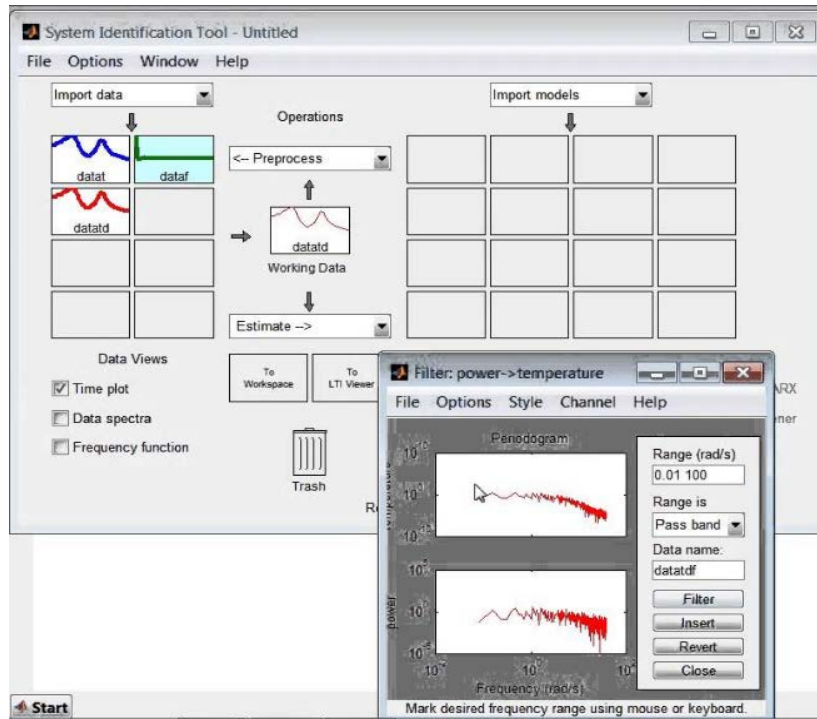 System Identification Tool - Untitled
File Options Window Help
Import data
Import models
Operations
<-- Preprocess
datat
dataf
datatd
datatd
Working Data
Estimate -->
Data Views
Time plot
Data spectra
Frequency function
To Workspace
To LTI Viewer
Trash
Filter: power->temperature
File Options Style Channel Help
Periodogram
temperature
power
Frequency (rad/s)
Range (rad/s)
0.01 100
Range is
Pass band
Data name:
datatdf
Filter
Insert
Revert
Close
Mark desired frequency range using mouse or keyboard.
Start